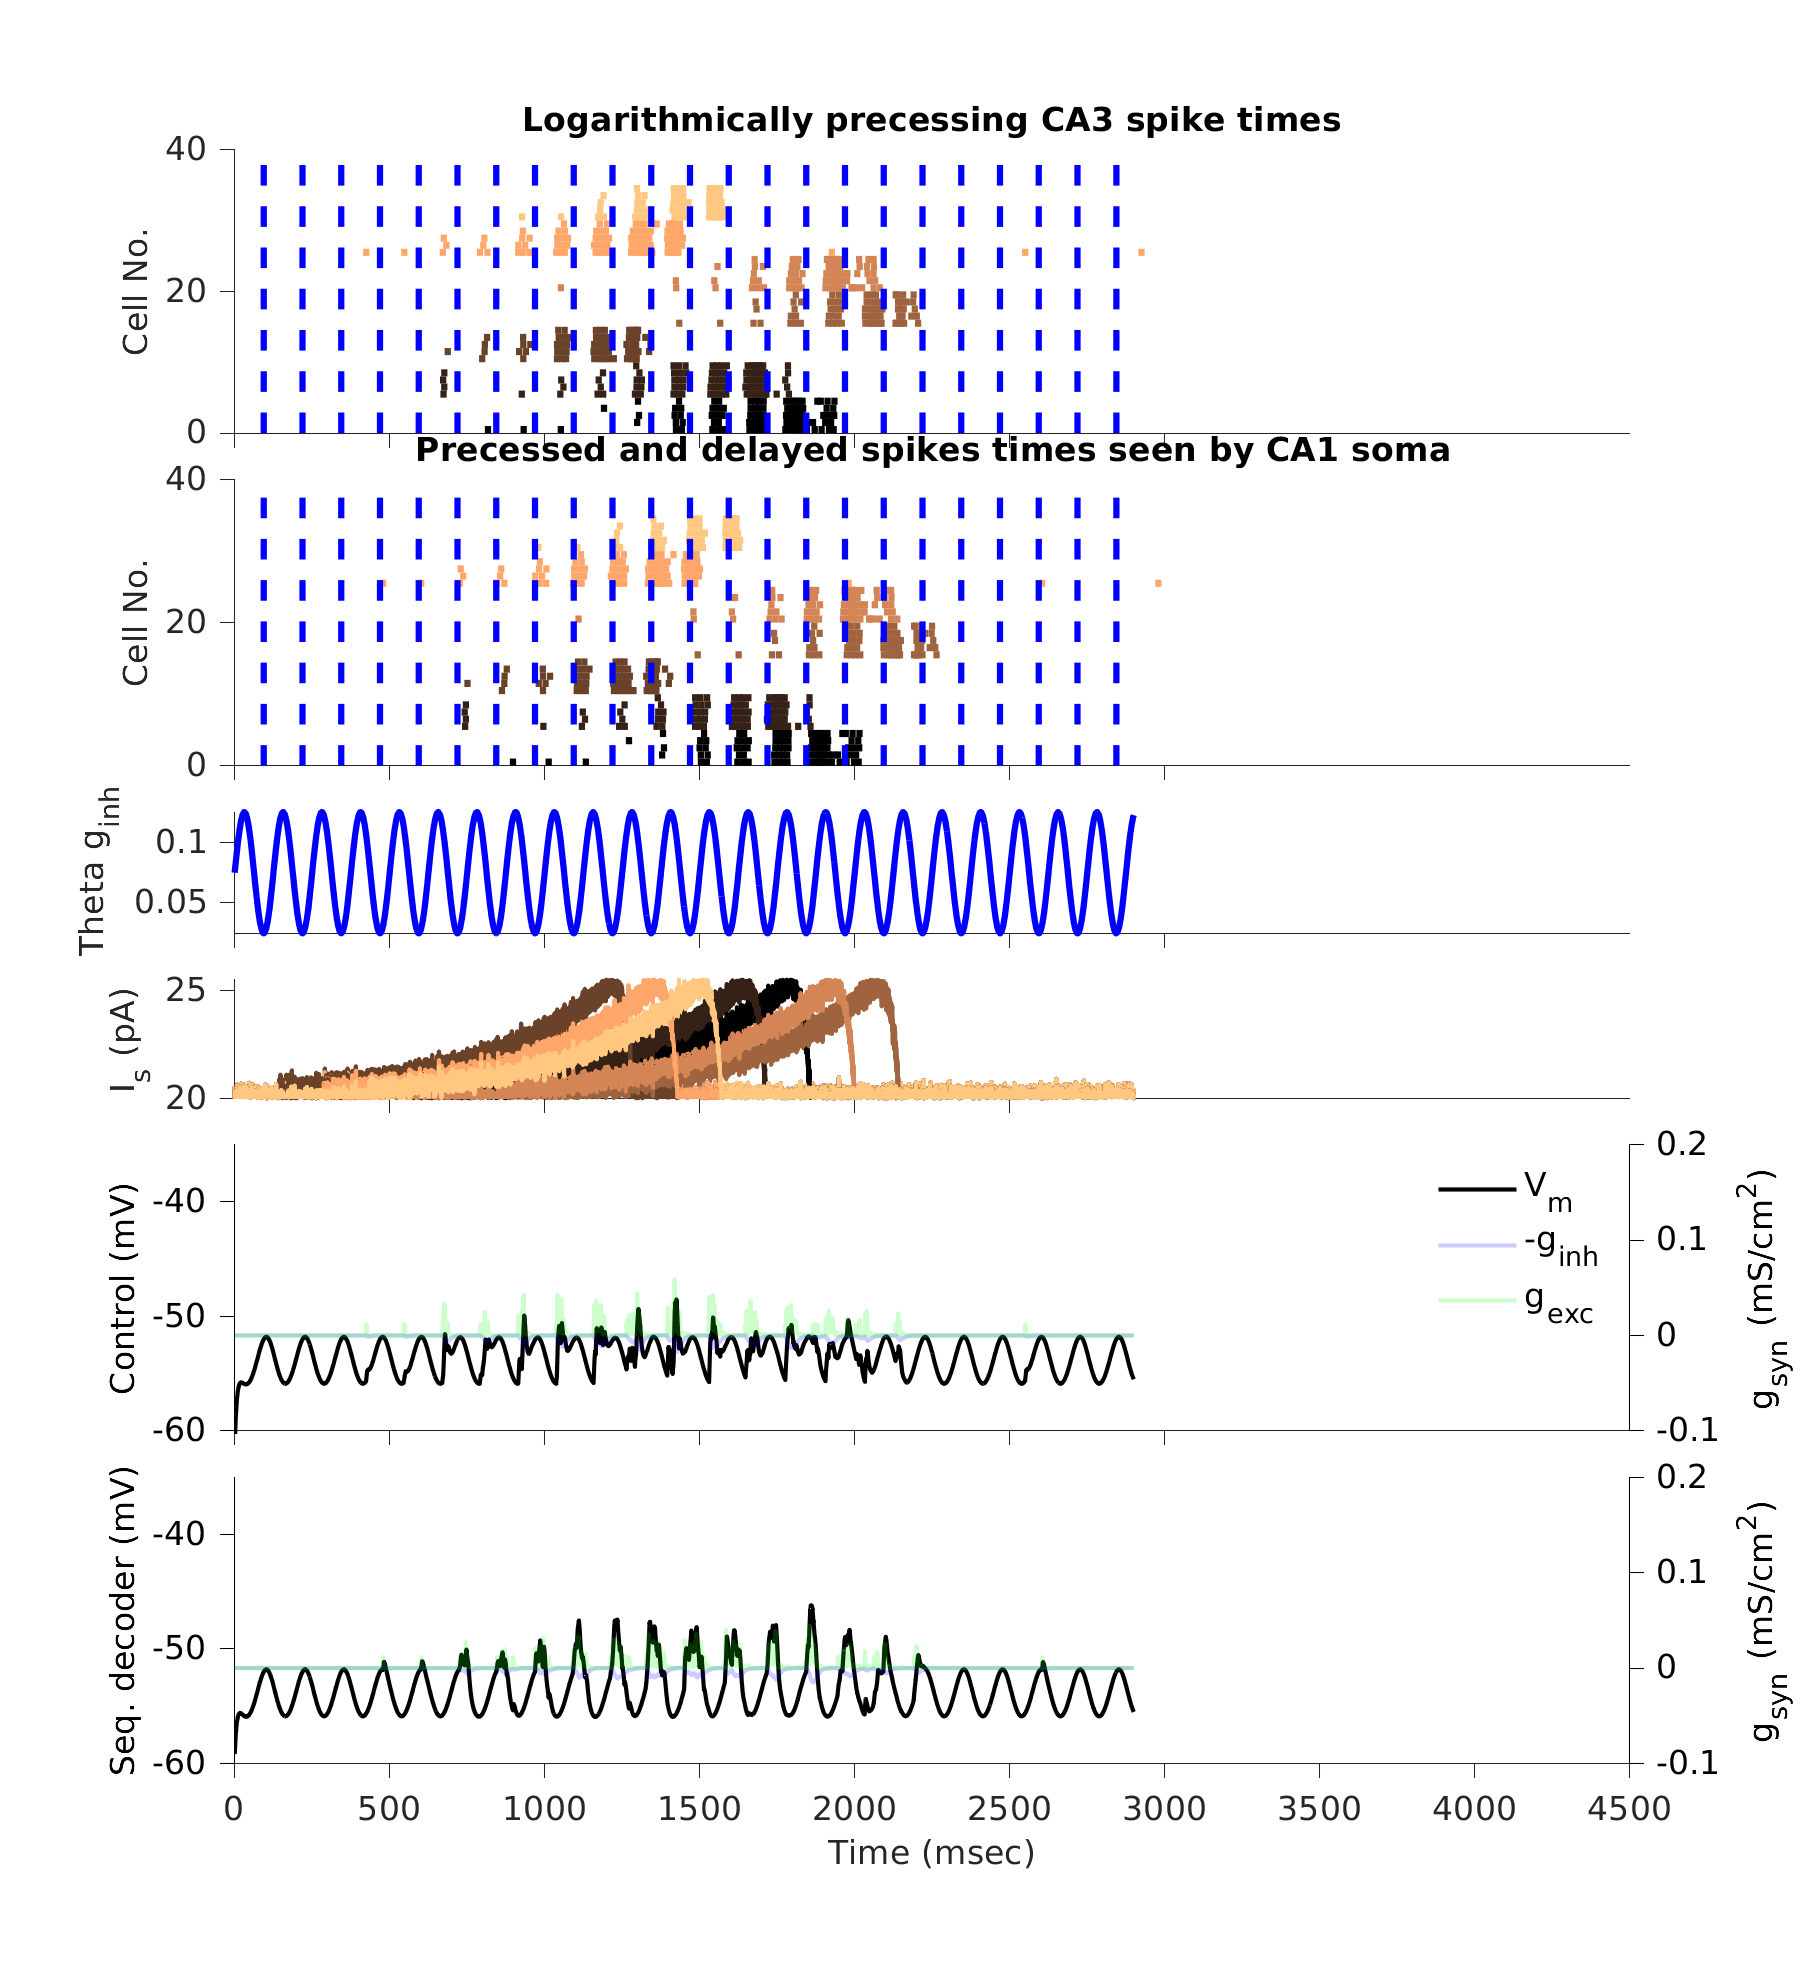 Logarithmically precessing CA3 spike times
40
20
0
Cell No.
Precessed and delayed spikes times seen by CA1 soma
40
20
0
Cell No.
0.1
0.05
Theta g_inh
25
20
I_s (pA)
-40
-50
-60
Control (mV)
V_m
-g_inh
g_exc
0.2
0.1
0
-0.1
g_syn (mS/cm^2)
-40
-50
-60
Seq. decoder (mV)
0.2
0.1
0
-0.1
g_syn (mS/cm^2)
0 500 1000 1500 2000 2500 3000 3500 4000 4500
Time (msec)